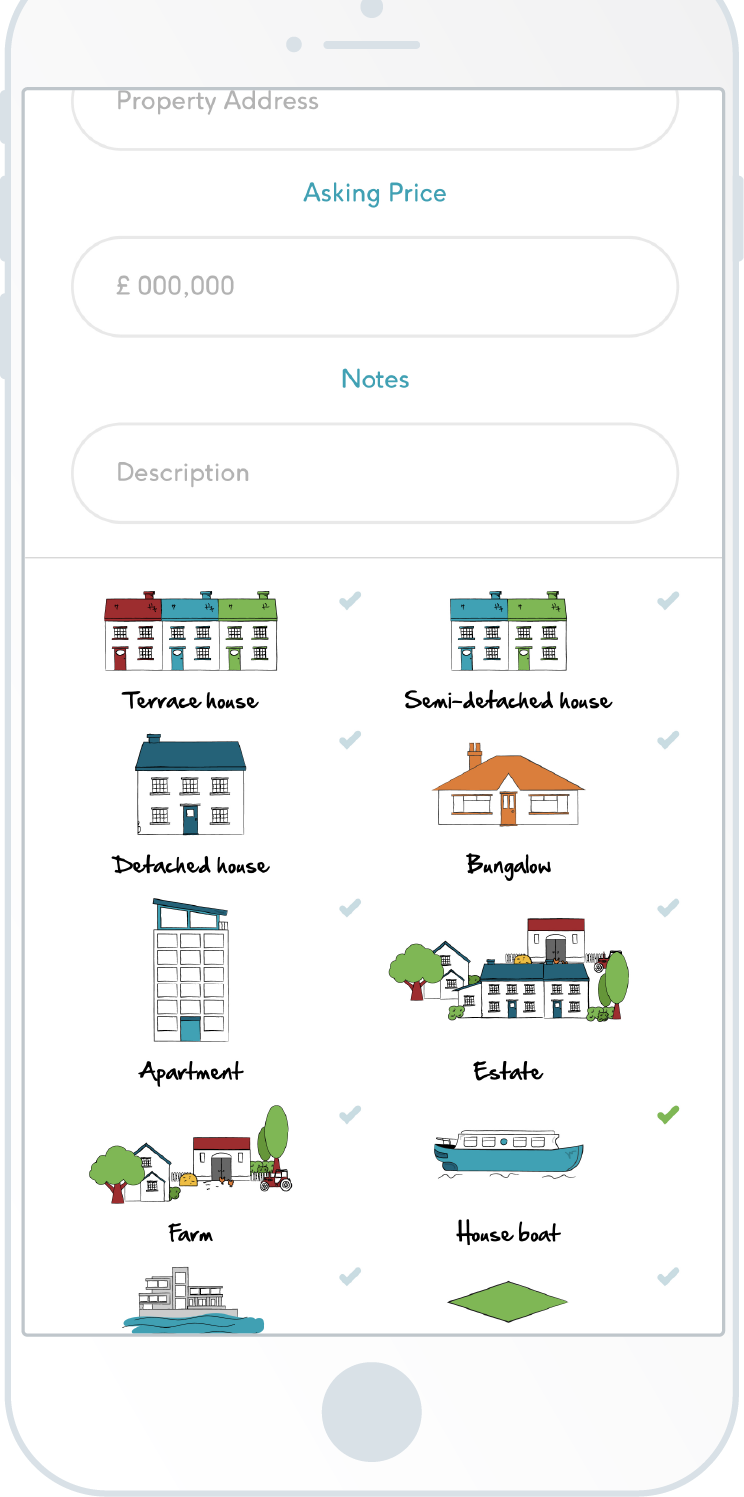 Property Address
Asking Price
£ 000,000
Notes
Description
Terrace house
Semi-detached house
Detached house
Bungalow
Apartment
Estate
Farm
House boat